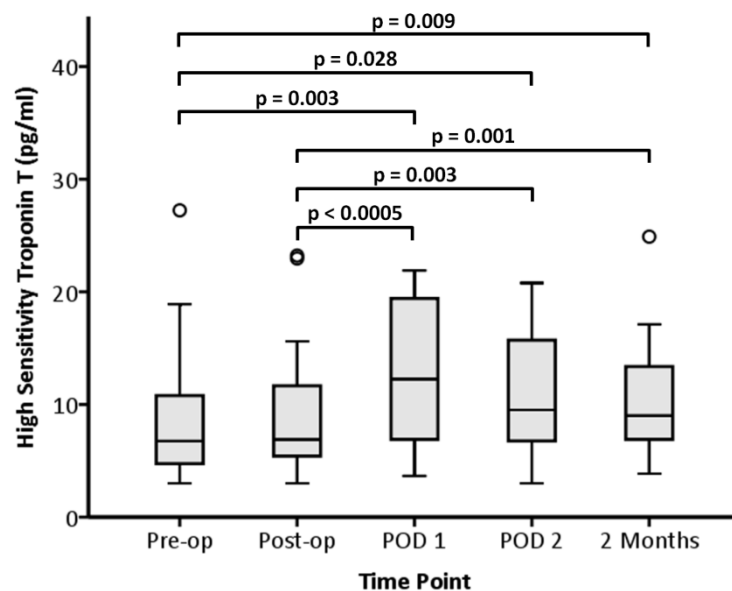 p = 0.009
p = 0.028
p = 0.003
p = 0.001
p = 0.003
p < 0.0005
High Sensitivity Troponin T (pg/ml)
40
30
20
10
0
Pre-op Post-op POD 1 POD 2 2 Months
Time Point